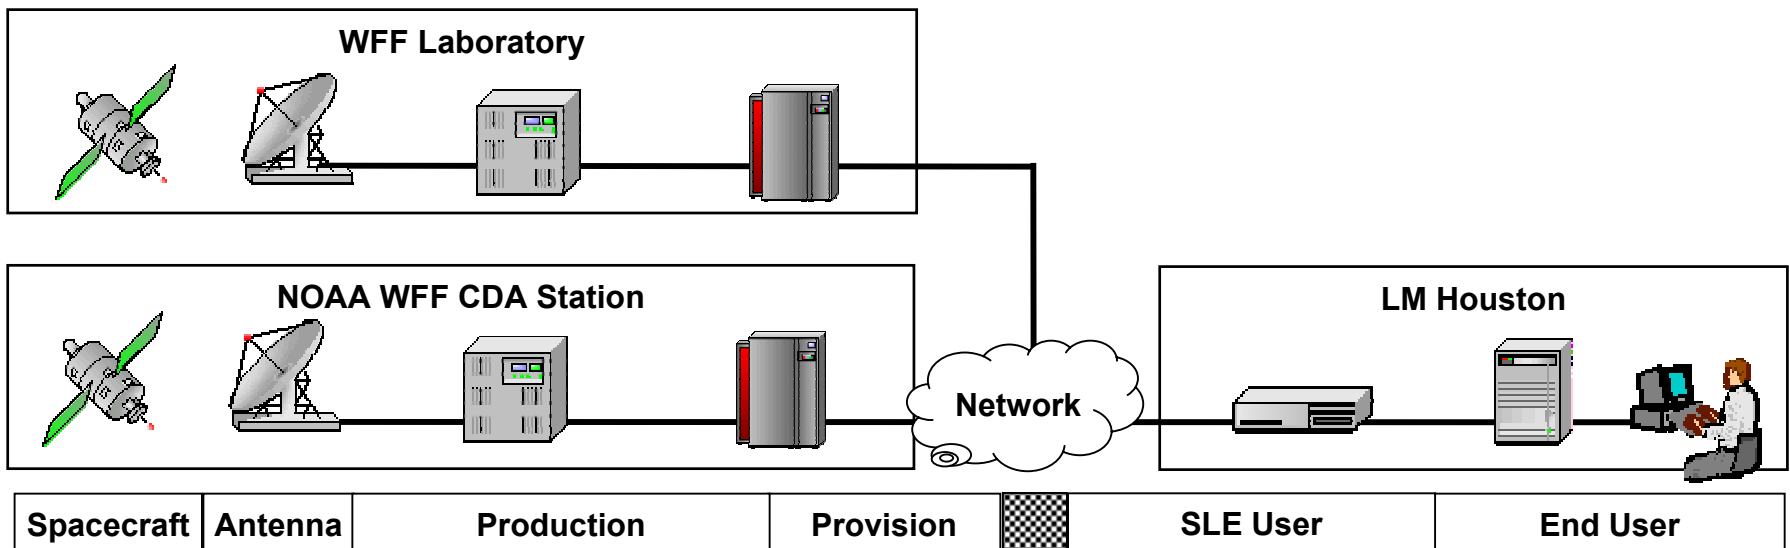 WFF Laboratory
NOAA WFF CDA Station
LM Houston
Network
Spacecraft Antenna Production Provision SLE User End User